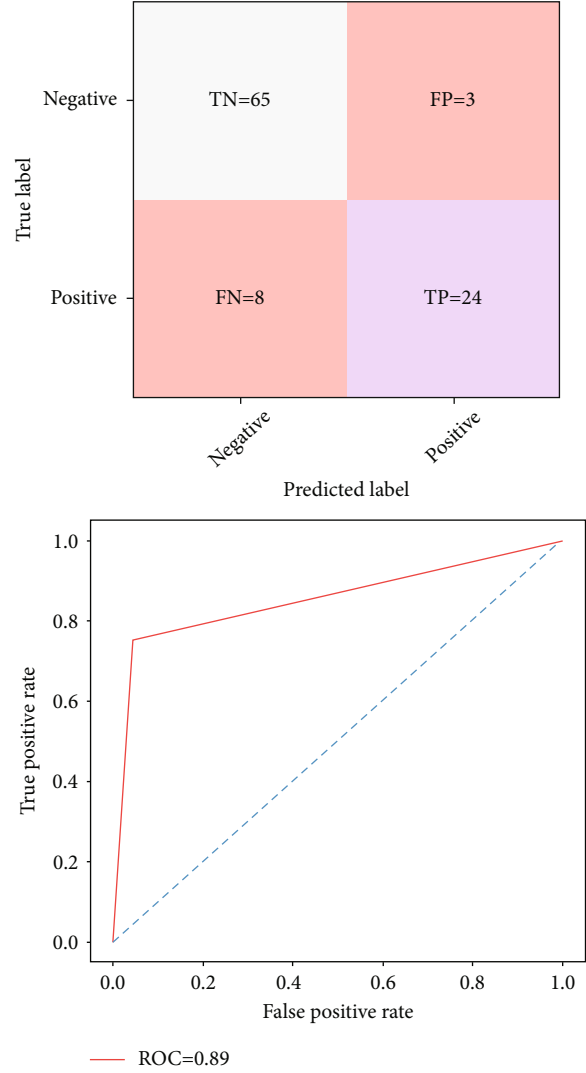 Negative
TN=65
FP=3
True label
Positive
FN=8
TP=24
Negative
Positive
Predicted label
1.0
0.8
0.6
0.4
0.2
0.0
True positive rate
0.0
0.2
0.4
0.6
0.8
1.0
False positive rate
ROC=0.89